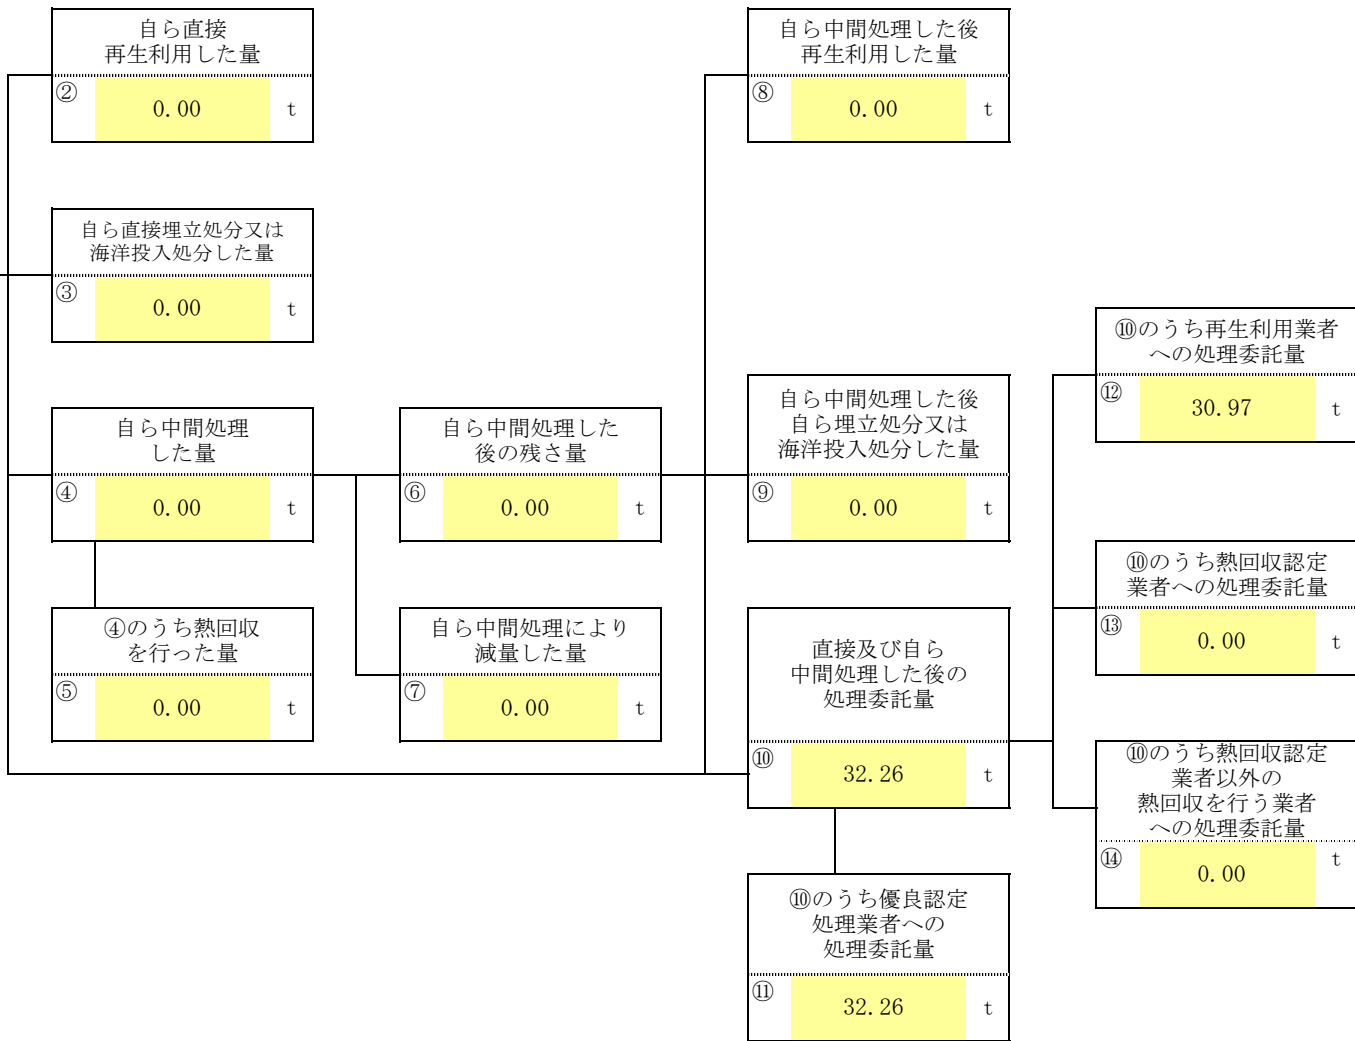 自ら直接
再生利用した量
② 0.00 t
自ら中間処理した後
再生利用した量
⑧ 0.00 t
自ら直接埋立処分又は
海洋投入処分した量
③ 0.00 t
⑩のうち再生利用業者
への処理委託量
⑫ 30.97 t
自ら中間処理
した量
④ 0.00 t
自ら中間処理した
後の残さ量
⑥ 0.00 t
自ら中間処理した後
自ら埋立処分又は
海洋投入処分した量
⑨ 0.00 t
⑩のうち熱回収認定
業者への処理委託量
⑬ 0.00 t
④のうち熱回収
を行った量
⑤ 0.00 t
自ら中間処理により
減量した量
⑦ 0.00 t
直接及び自ら
中間処理した後の
処理委託量
⑩ 32.26 t
⑩のうち熱回収認定
業者以外の
熱回収を行う業者
への処理委託量
⑭ 0.00 t
⑩のうち優良認定
処理業者への
処理委託量
⑪ 32.26 t